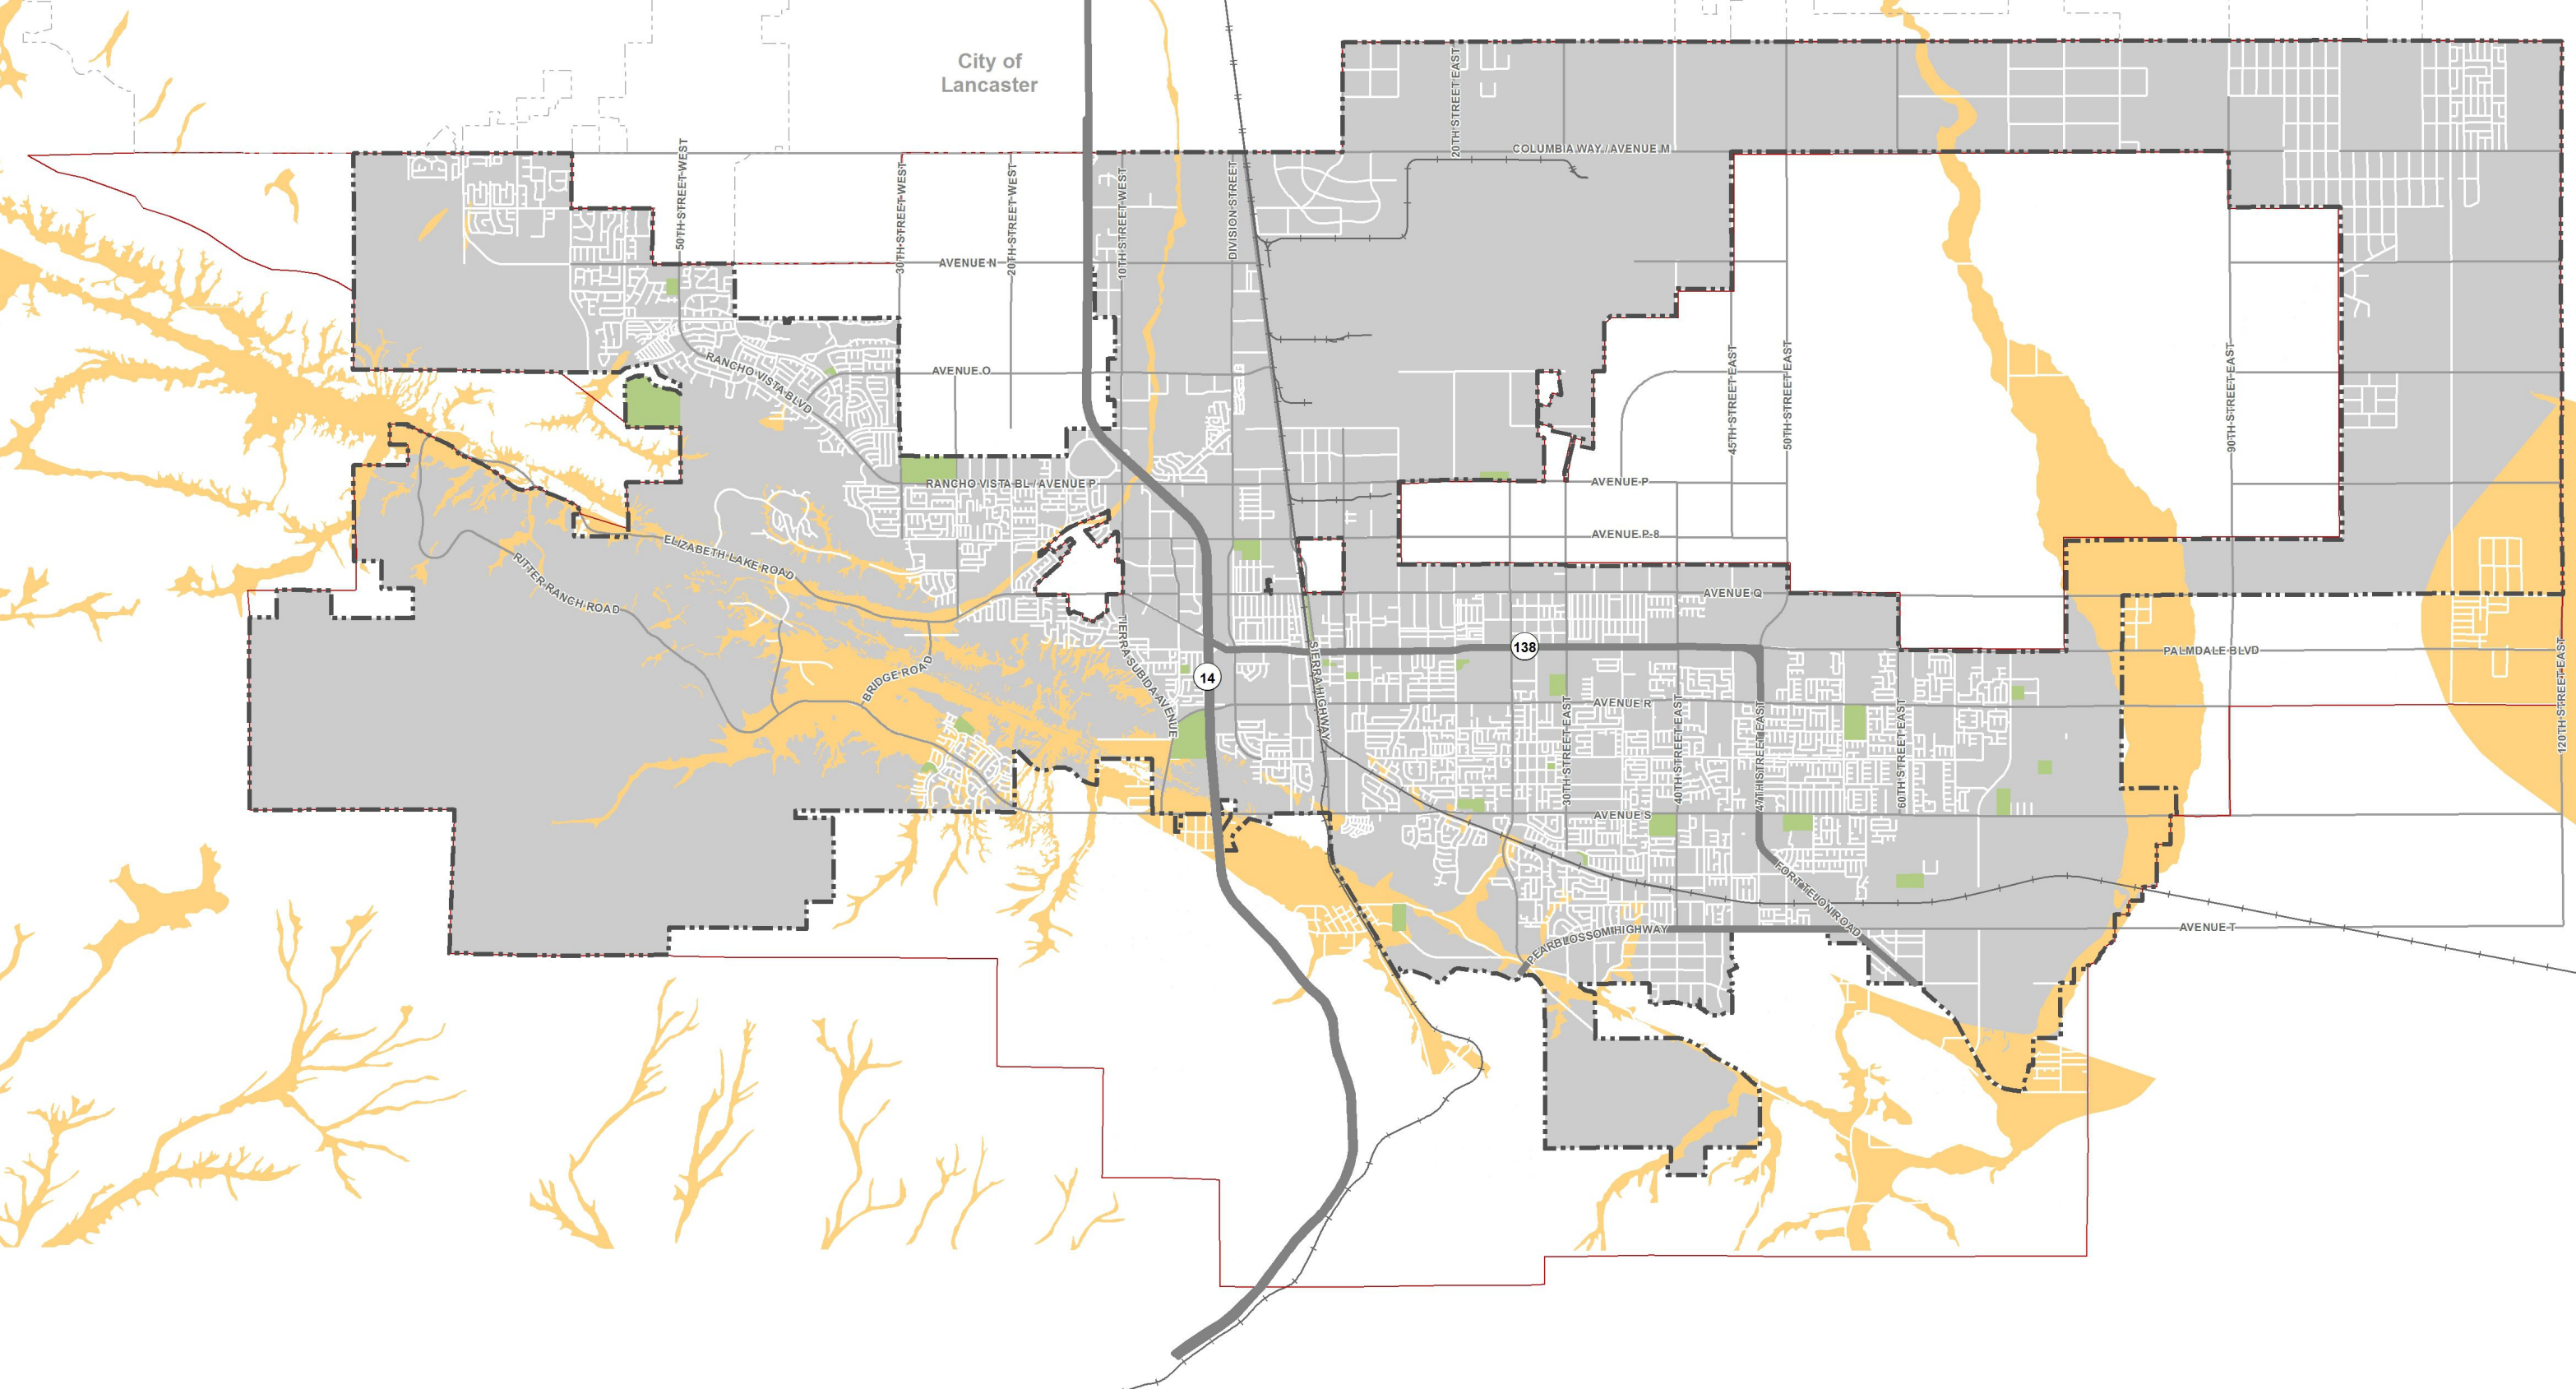 City of
Lancaster
20TH STREET EAST
COLUMBIA WAY / AVENUE M
50TH STREET WEST
30TH STREET WEST
20TH STREET WEST
10TH STREET WEST
DIVISION STREET
AVENUE N
RANCHO VISTA BLVD
AVENUE O
45TH STREET EAST
50TH STREET EAST
90TH STREET EAST
RANCHO VISTA BL / AVENUE P
AVENUE P
AVENUE P-8
ELIZABETH LAKE ROAD
RITTER RANCH ROAD
AVENUE Q
TIERRA SUBIDA AVENUE
SIERRA HIGHWAY
138
PALMDALE BLVD
120TH STREET EAST
14
BRIDGE ROAD
AVENUE R
30TH STREET EAST
40TH STREET EAST
47TH STREET EAST
60TH STREET EAST
AVENUE S
FORT TEJON ROAD
PEARBLOSSOM HIGHWAY
AVENUE T